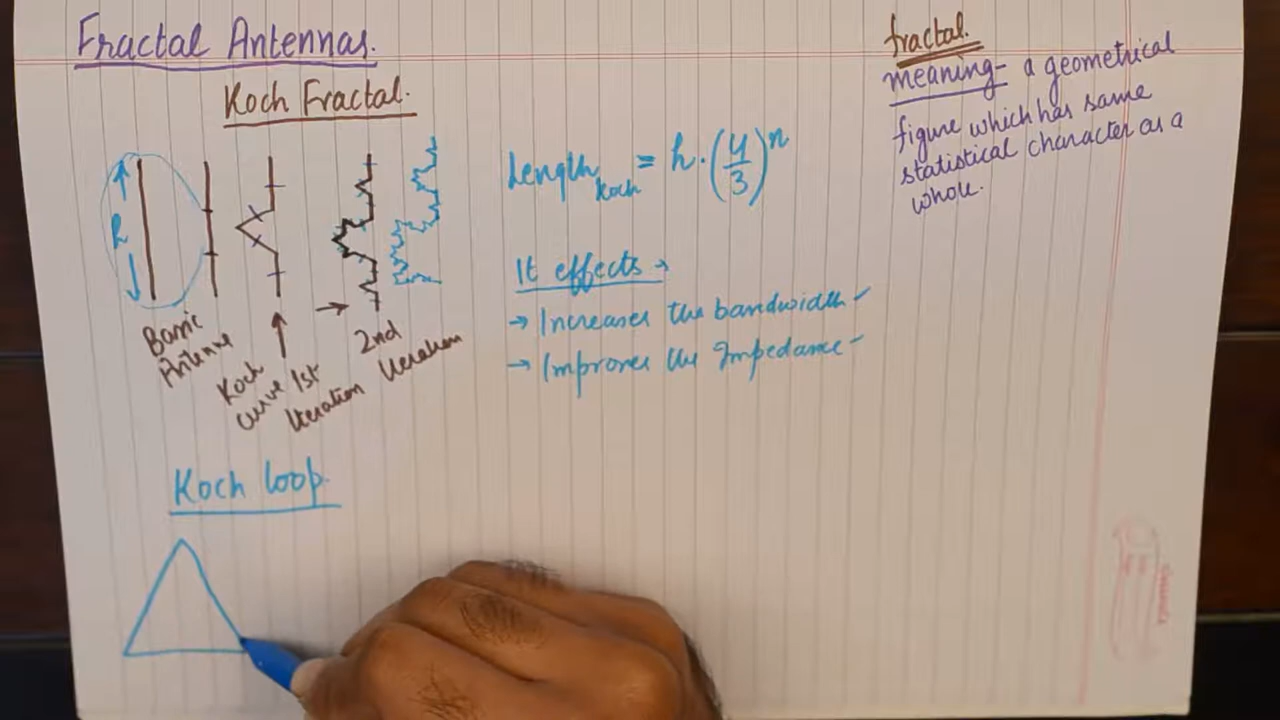 Fractal Antennas.
Koch Fractal.
h
Basic
Antenna
Koch
curve 1st
Iteration
2nd
Iteration
Length Koch = h · (4/3)^n
It effects →
→ Increases the bandwidth
→ Improves the Impedance
Koch loop.
fractal.
meaning- a geometrical
figure which has same
statistical character as a
whole.